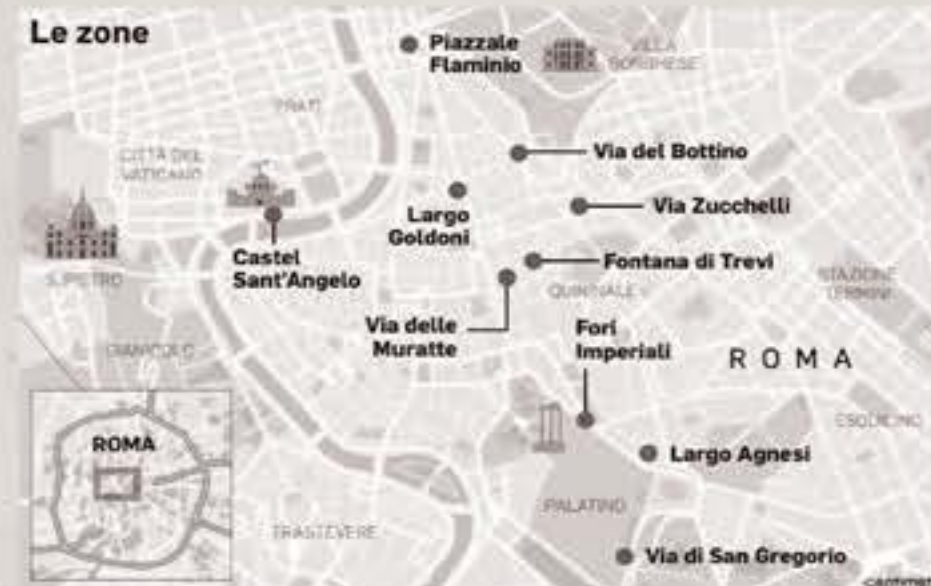 Le zone
Piazzale
Flaminio
VILLA
BORGHESE
PRATI
CITTÀ DEL
VATICANO
Via del Bottino
Via Zucchelli
Largo
Goldoni
Castel
Sant'Angelo
Fontana di Trevi
S. PIETRO
QUIRINALE
STAZIONE
TERMINI
Via delle
Muratte
Fori
Imperiali
GIANICOLO
ROMA
ESQUILINO
ROMA
Largo Agnesi
PALATINO
TRASTEVERE
Via di San Gregorio